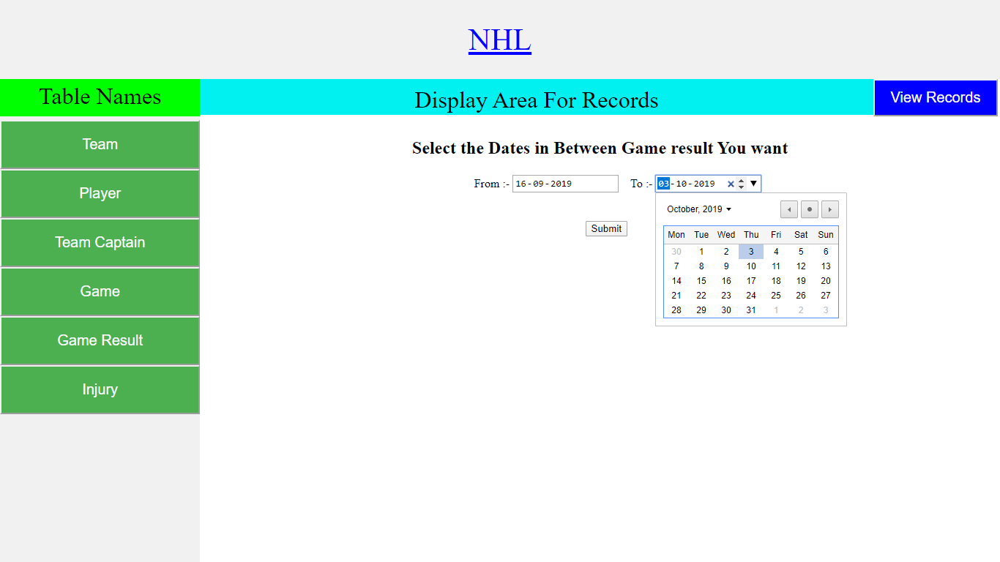 NHL
Table Names
Display Area For Records
View Records
Team
Player
Team Captain
Game
Game Result
Injury
Select the Dates in Between Game result You want
From :- 16-09-2019 To :- 03-10-2019
Submit
October, 2019
Mon Tue Wed Thu Fri Sat Sun
30 1 2 3 4 5 6
7 8 9 10 11 12 13
14 15 16 17 18 19 20
21 22 23 24 25 26 27
28 29 30 31 1 2 3